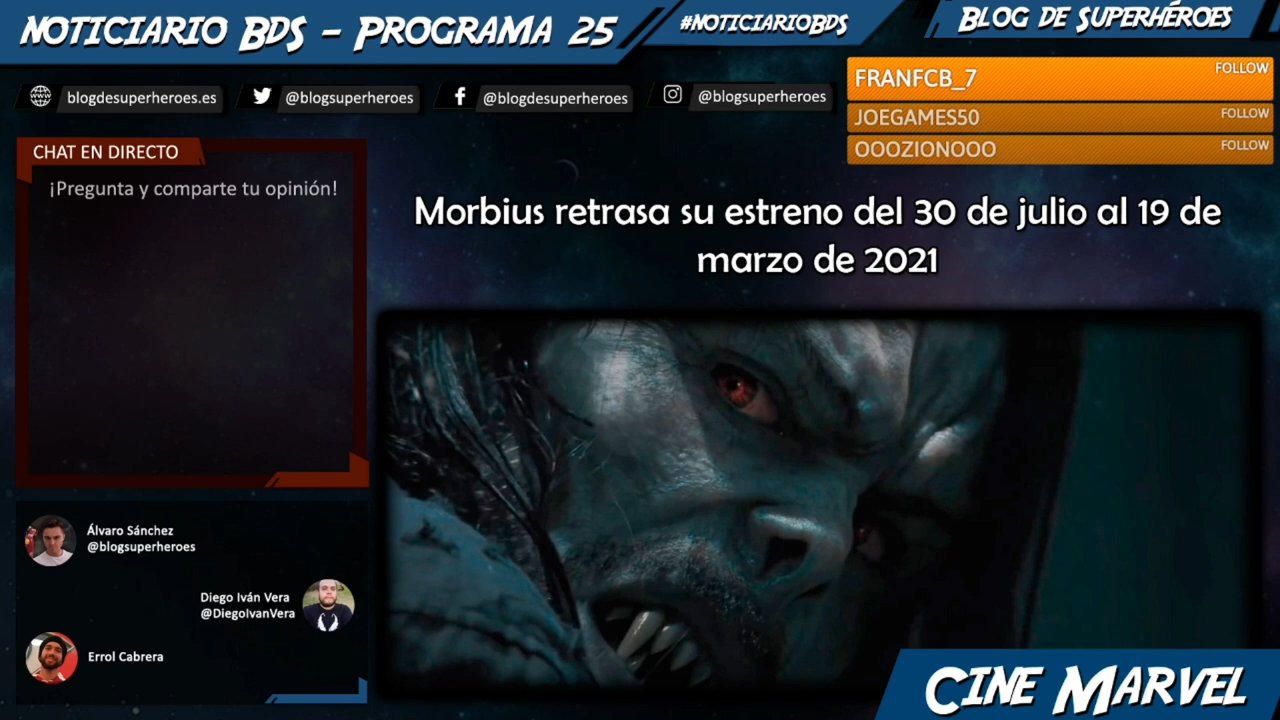 NOTICIARIO BDS - PROGRAMA 25
#NOTICIARIOBDS
BLOG DE SUPERHÉROES
www
blogdesuperheroes.es
@blogsuperheroes
@blogdesuperheroes
@blogsuperheroes
FRANFCB_7
FOLLOW
JOEGAMES50
FOLLOW
OOOZIONOOO
FOLLOW
CHAT EN DIRECTO
¡Pregunta y comparte tu opinión!
Morbius retrasa su estreno del 30 de julio al 19 de
marzo de 2021
Álvaro Sánchez
@blogsuperheroes
Diego Iván Vera
@DiegoIvanVera
Errol Cabrera
CINE MARVEL